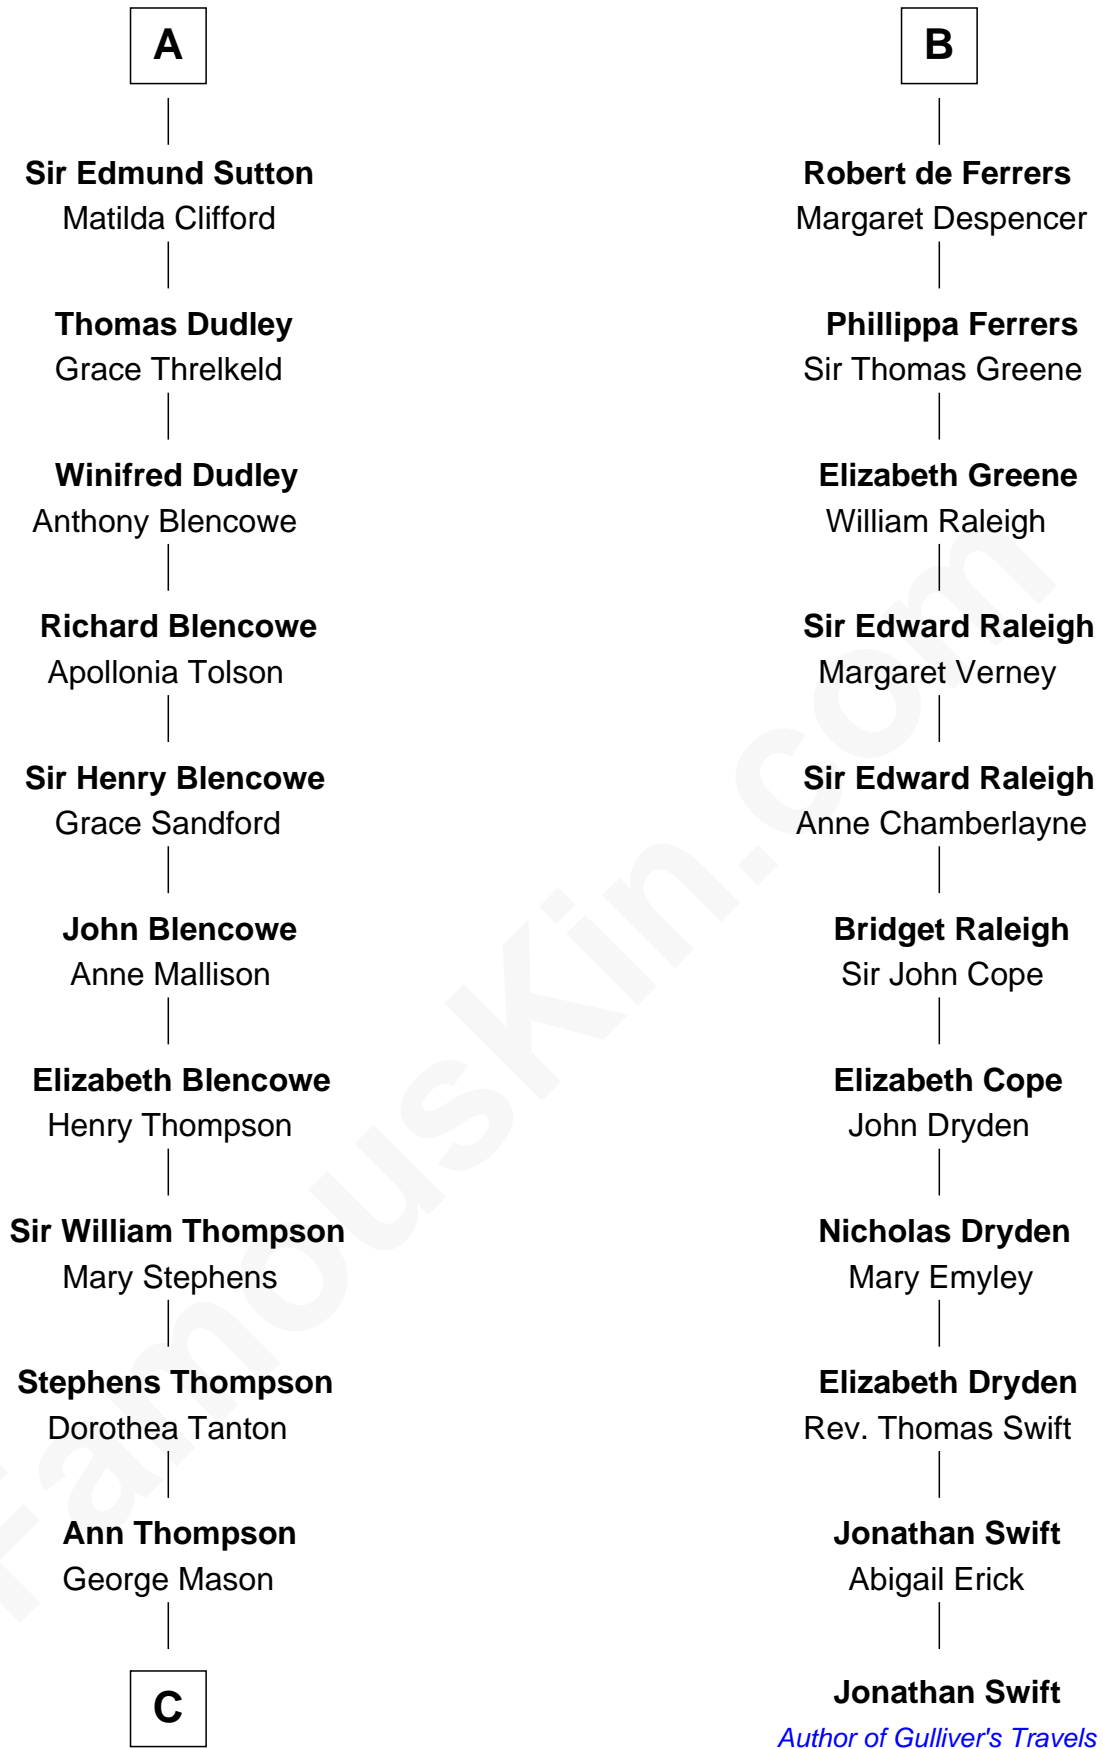 A
Sir Edmund Sutton
Matilda Clifford
Thomas Dudley
Grace Threlkeld
Winifred Dudley
Anthony Blencowe
Richard Blencowe
Apollonia Tolson
Sir Henry Blencowe
Grace Sandford
John Blencowe
Anne Mallison
Elizabeth Blencowe
Henry Thompson
Sir William Thompson
Mary Stephens
Stephens Thompson
Dorothea Tanton
Ann Thompson
George Mason
C
B
Robert de Ferrers
Margaret Despencer
Phillippa Ferrers
Sir Thomas Greene
Elizabeth Greene
William Raleigh
Sir Edward Raleigh
Margaret Verney
Sir Edward Raleigh
Anne Chamberlayne
Bridget Raleigh
Sir John Cope
Elizabeth Cope
John Dryden
Nicholas Dryden
Mary Emyley
Elizabeth Dryden
Rev. Thomas Swift
Jonathan Swift
Abigail Erick
Jonathan Swift
Author of Gulliver's Travels
FamousKin.com